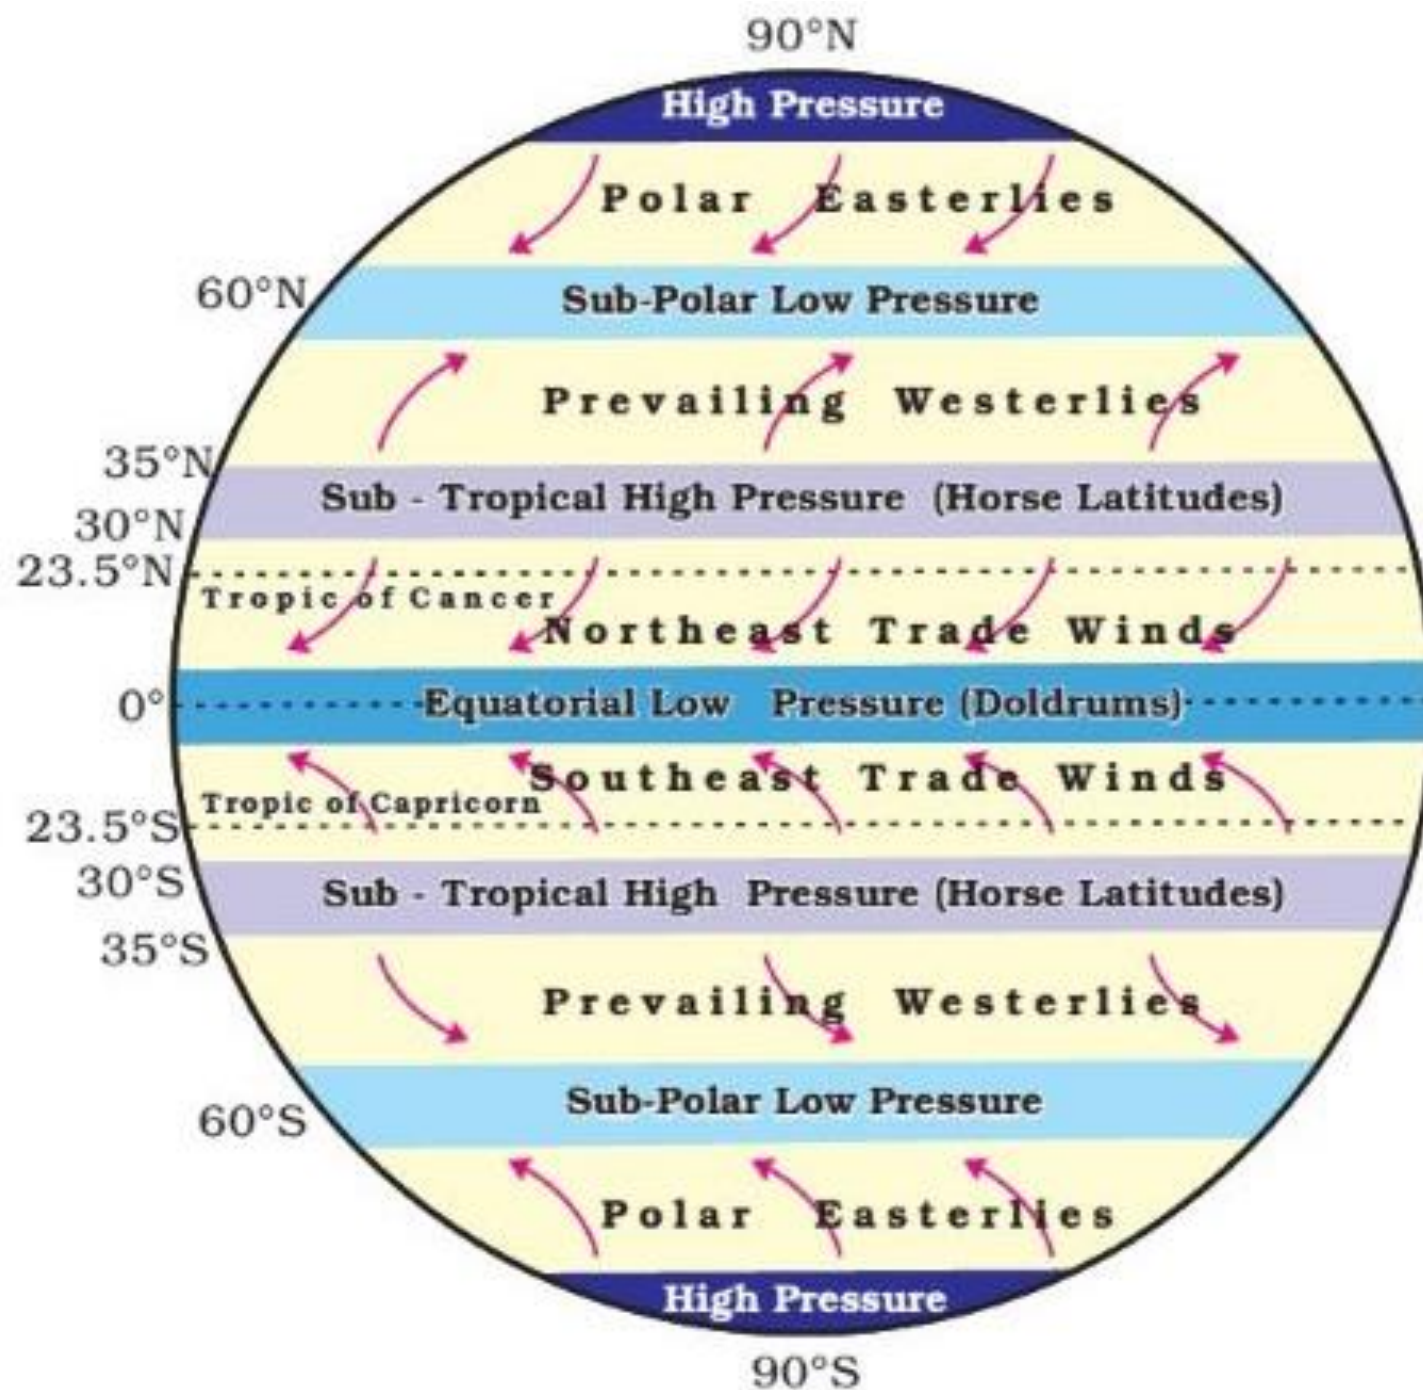 90°N
High Pressure
Polar Easterlies
60°N
Sub-Polar Low Pressure
Prevailing Westerlies
35°N
Sub - Tropical High Pressure (Horse Latitudes)
30°N
23.5°N
Tropic of Cancer
Northeast Trade Winds
0°
Equatorial Low Pressure (Doldrums)
Southeast Trade Winds
Tropic of Capricorn
23.5°S
30°S
Sub - Tropical High Pressure (Horse Latitudes)
35°S
Prevailing Westerlies
Sub-Polar Low Pressure
60°S
Polar Easterlies
High Pressure
90°S